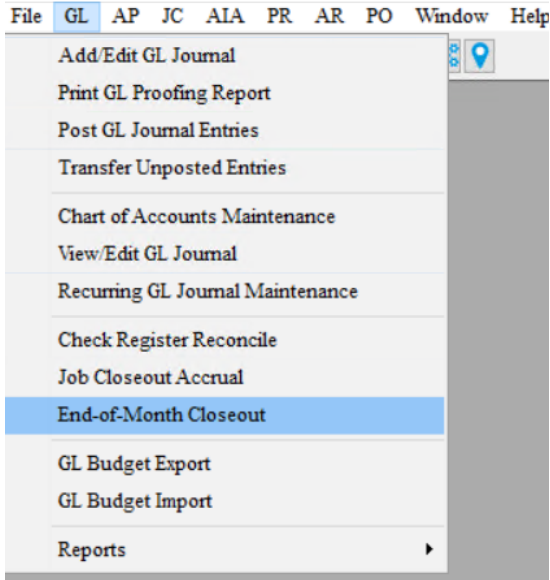 File GL AP JC AIA PR AR PO Window Help
Add/Edit GL Journal
Print GL Proofing Report
Post GL Journal Entries
Transfer Unposted Entries
Chart of Accounts Maintenance
View/Edit GL Journal
Recurring GL Journal Maintenance
Check Register Reconcile
Job Closeout Accrual
End-of-Month Closeout
GL Budget Export
GL Budget Import
Reports